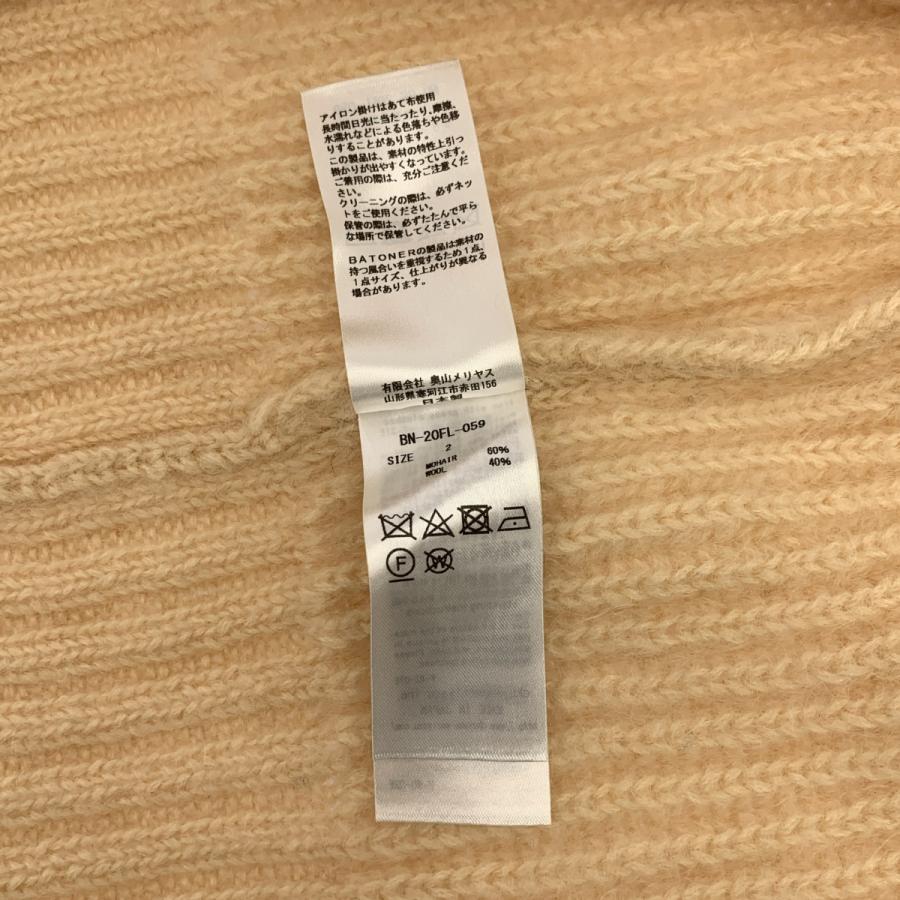 アイロン掛けはあて布使用
長時間日光に当たったり、摩擦、
水濡れなどによる色落ちや色移
りすることがあります。
この製品は、素材の特性上引っ
掛かりが出やすくなっています。
ご着用の際は、充分ご注意くだ
さい。
クリーニングの際は、必ずネッ
トをご使用ください。
保管の際は、必ずたたんで平ら
な場所で保管してください。
BATONERの製品は素材の
持つ風合いを重視するため1点、
1点サイズ、仕上がりが異なる
場合があります。
有限会社 奥山メリヤス
山形県寒河江市赤田156
日本製
BN-20FL-059
SIZE 2
MOHAIR 60%
WOOL 40%
F W